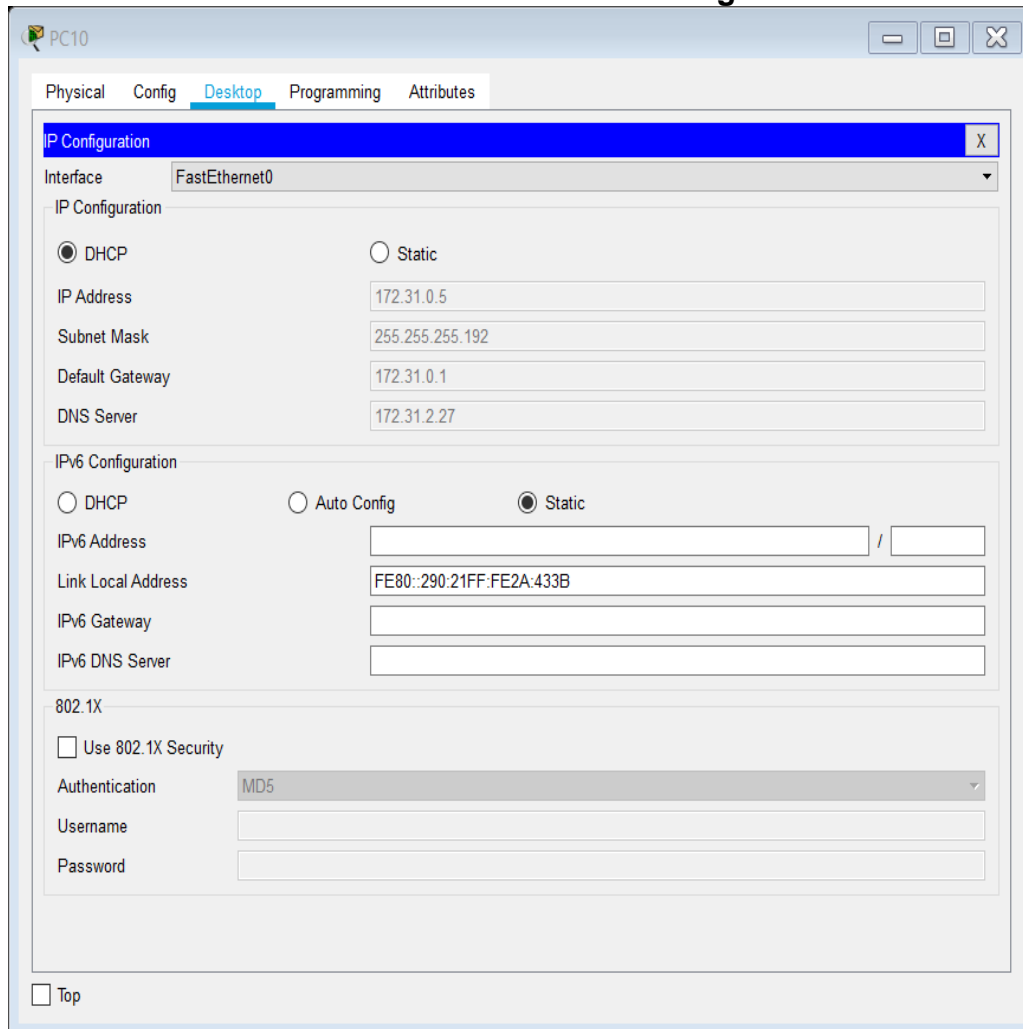 PC10
Physical Config Desktop Programming Attributes
IP Configuration X
Interface FastEthernet0
IP Configuration
DHCP Static
IP Address 172.31.0.5
Subnet Mask 255.255.255.192
Default Gateway 172.31.0.1
DNS Server 172.31.2.27
IPv6 Configuration
DHCP Auto Config Static
IPv6 Address /
Link Local Address FE80::290:21FF:FE2A:433B
IPv6 Gateway
IPv6 DNS Server
802.1X
Use 802.1X Security
Authentication MD5
Username
Password
Top